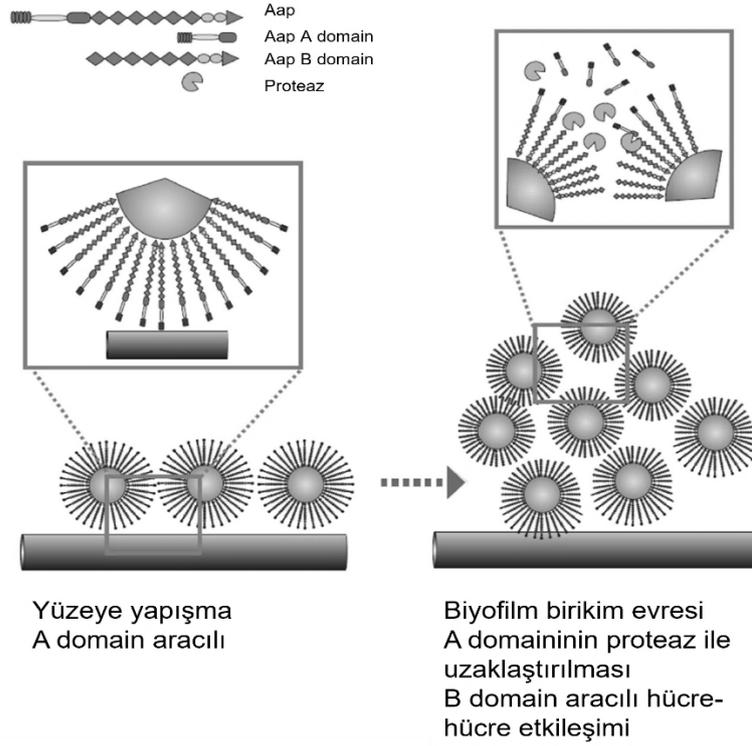 Aap
Aap A domain
Aap B domain
Proteaz
Yüzeye yapışma
A domain aracılı
Biyofilm birikim evresi
A domaininin proteaz ile
uzaklaştırılması
B domain aracılı hücre-
hücre etkileşimi